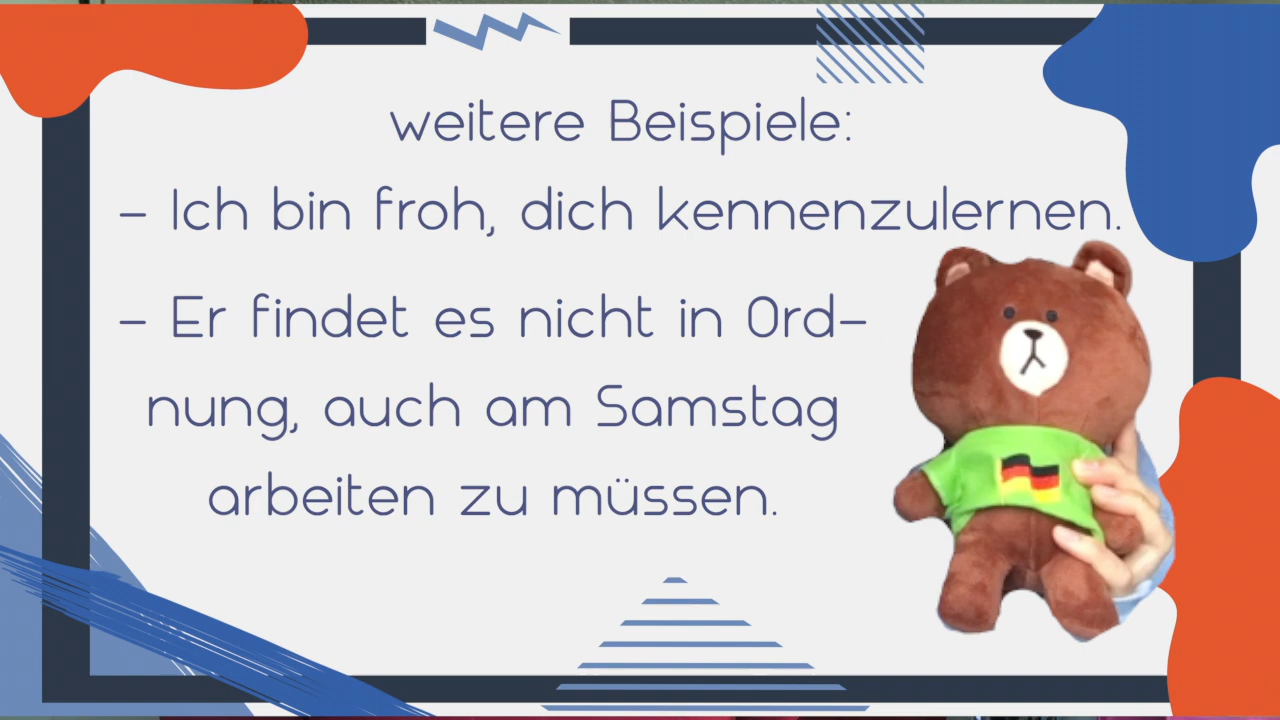 weitere Beispiele:
- Ich bin froh, dich kennenzulernen.
- Er findet es nicht in Ord-
nung, auch am Samstag
arbeiten zu müssen.